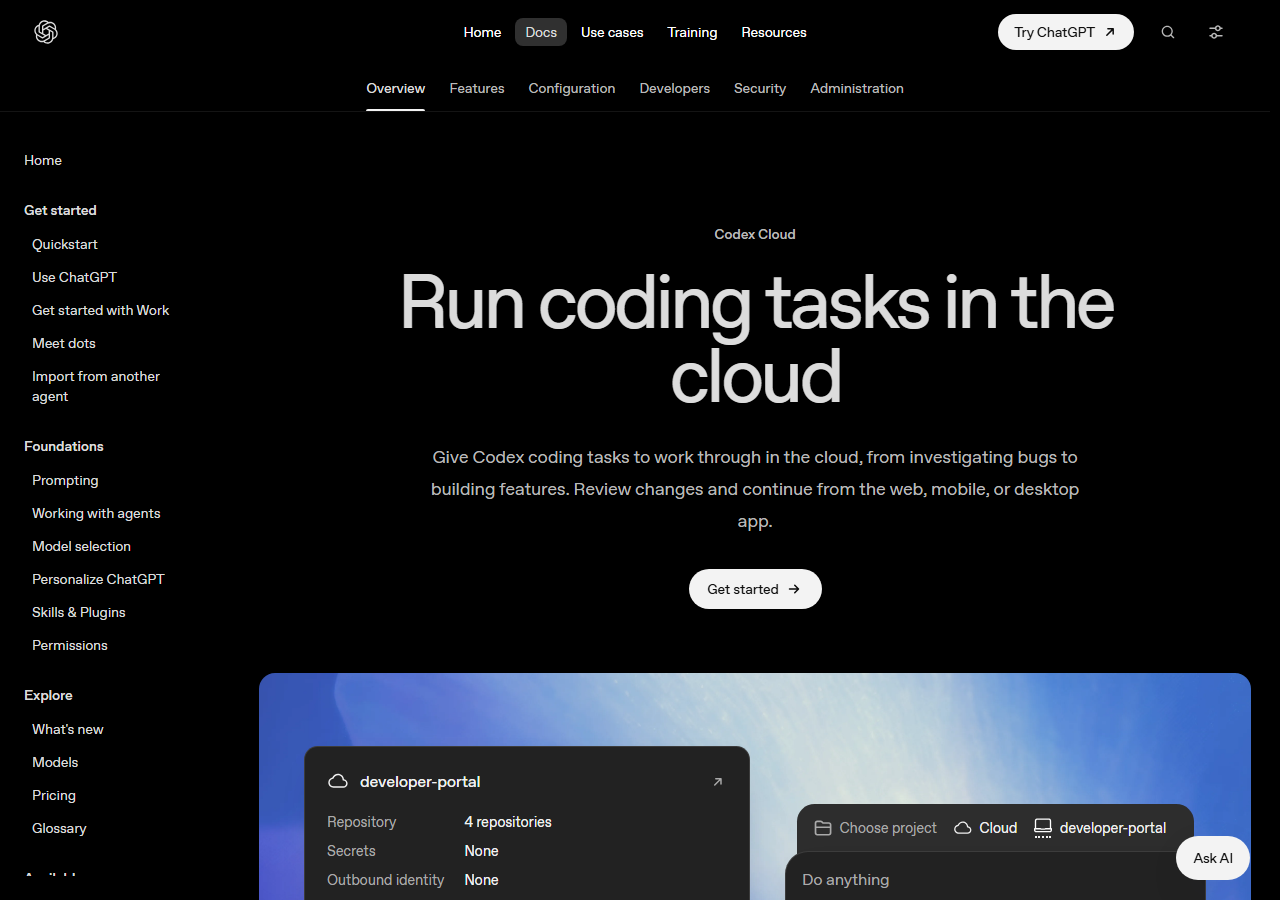 Home
Docs
Use cases
Training
Resources
Try ChatGPT
Overview
Features
Configuration
Developers
Security
Administration
Home
Get started
Quickstart
Use ChatGPT
Get started with Work
Meet dots
Import from another
agent
Foundations
Prompting
Working with agents
Model selection
Personalize ChatGPT
Skills & Plugins
Permissions
Explore
What's new
Models
Pricing
Glossary
Codex Cloud
Run coding tasks in the
cloud
Give Codex coding tasks to work through in the cloud, from investigating bugs to
building features. Review changes and continue from the web, mobile, or desktop
app.
Get started
developer-portal
Repository 4 repositories
Secrets None
Outbound identity None
Choose project Cloud developer-portal
Do anything
Ask AI